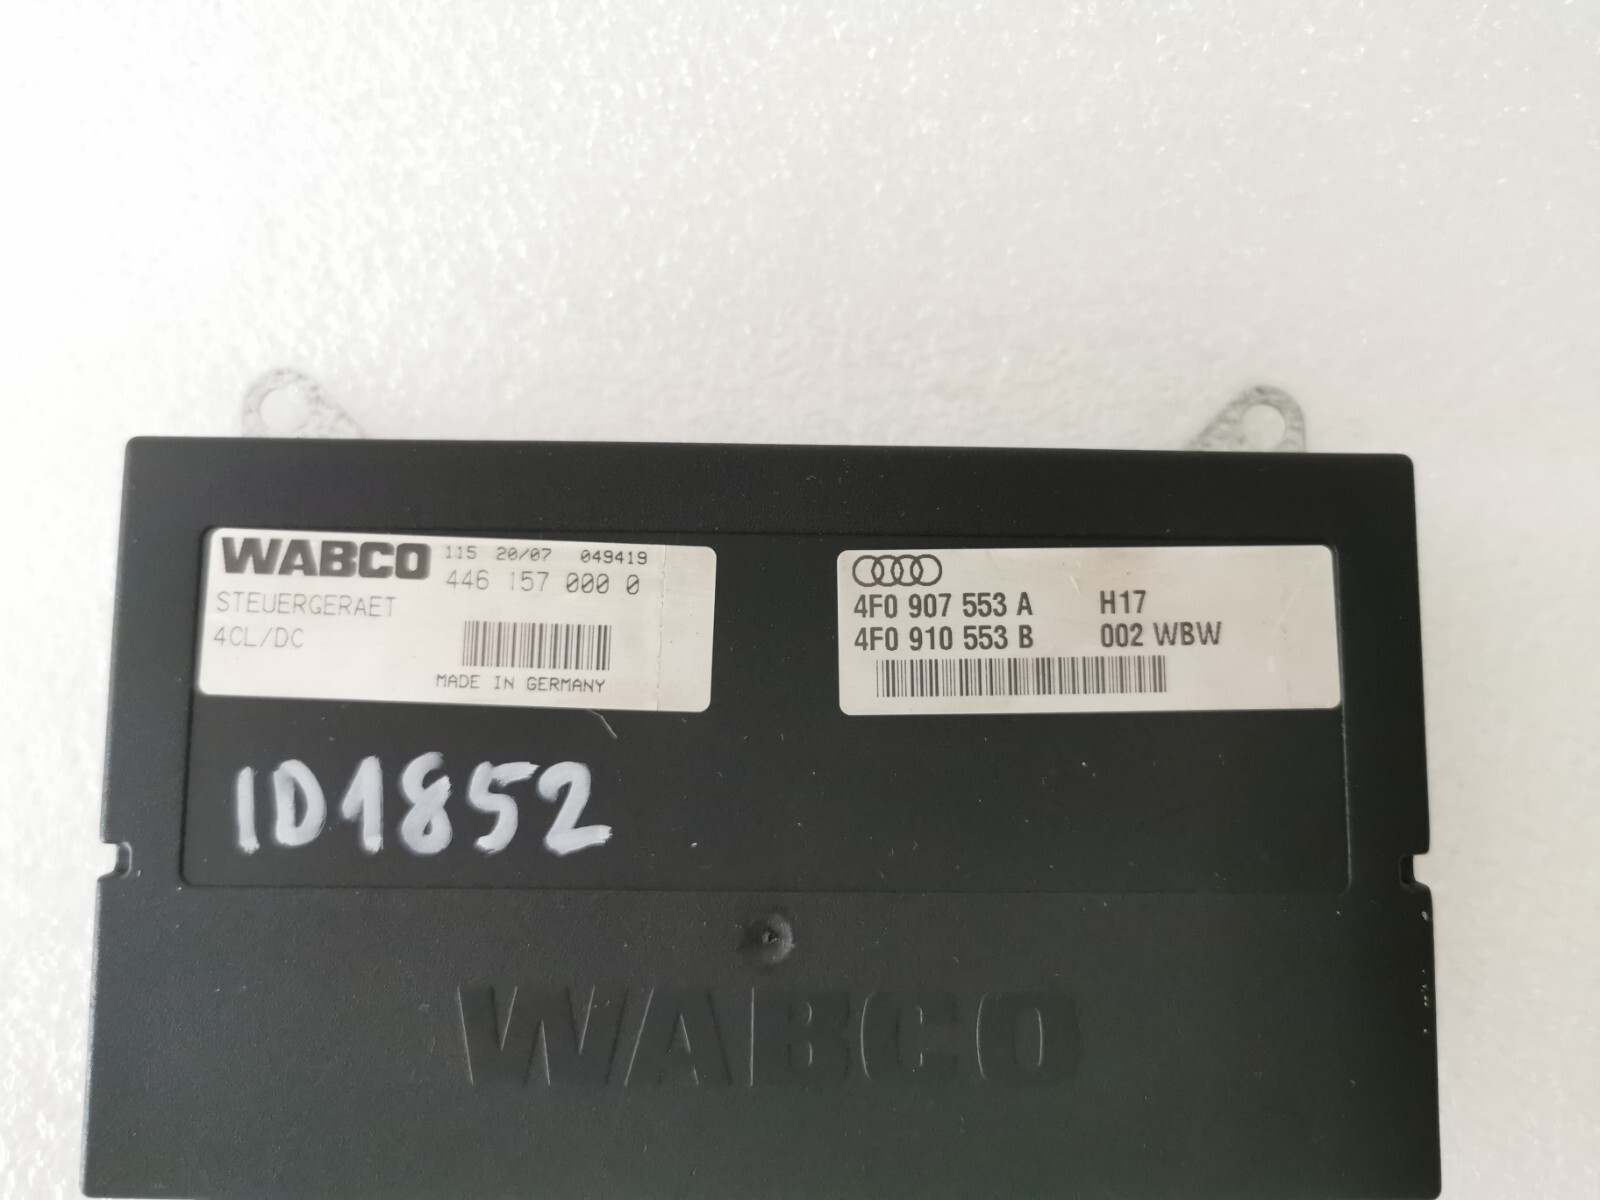 WABCO 115 20/07 049419
446 157 000 0
STEUERGERAET
4CL/DC
MADE IN GERMANY
4F0 907 553 A H17
4F0 910 553 B 002 WBW
ID1852
WABCO